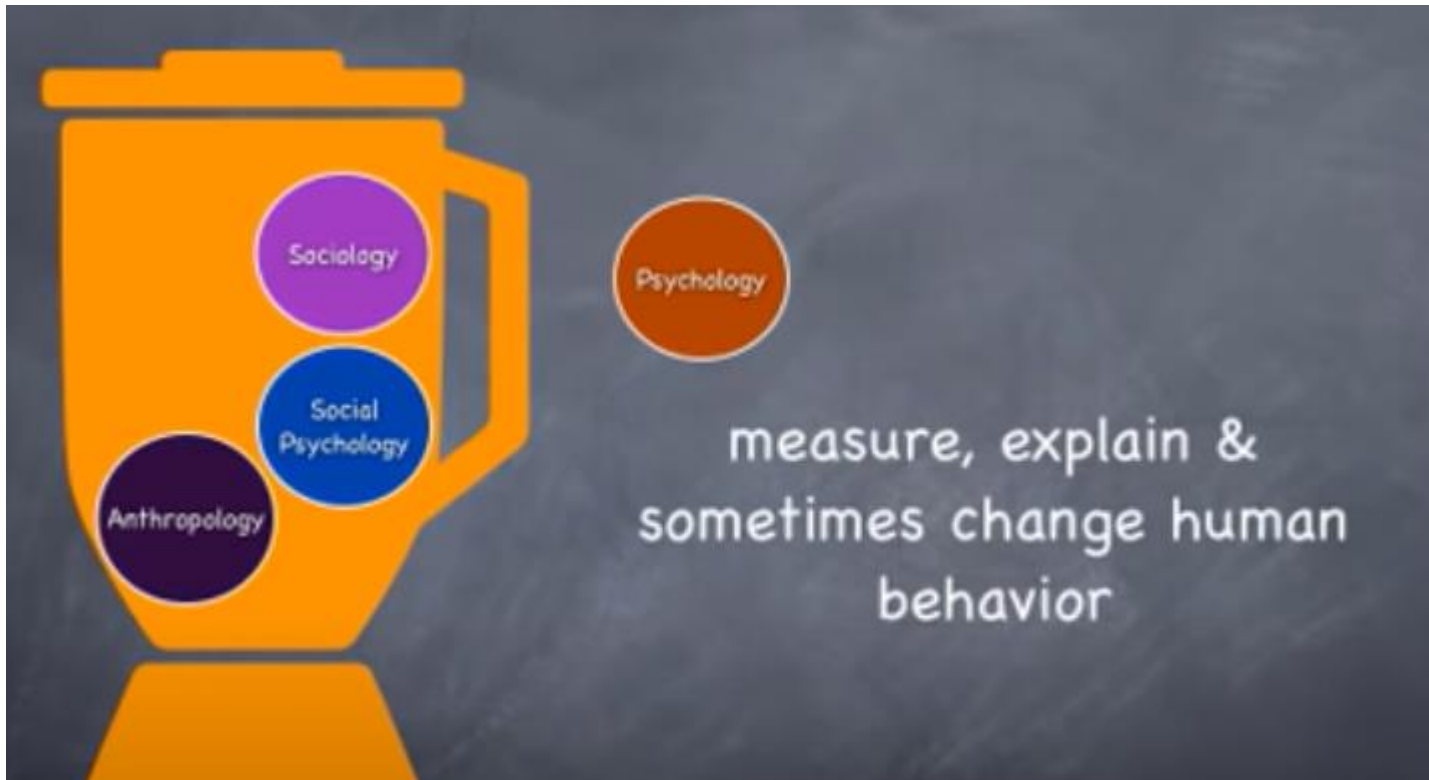 Sociology
Psychology
Social
Psychology
Anthropology
measure, explain &
sometimes change human
behavior